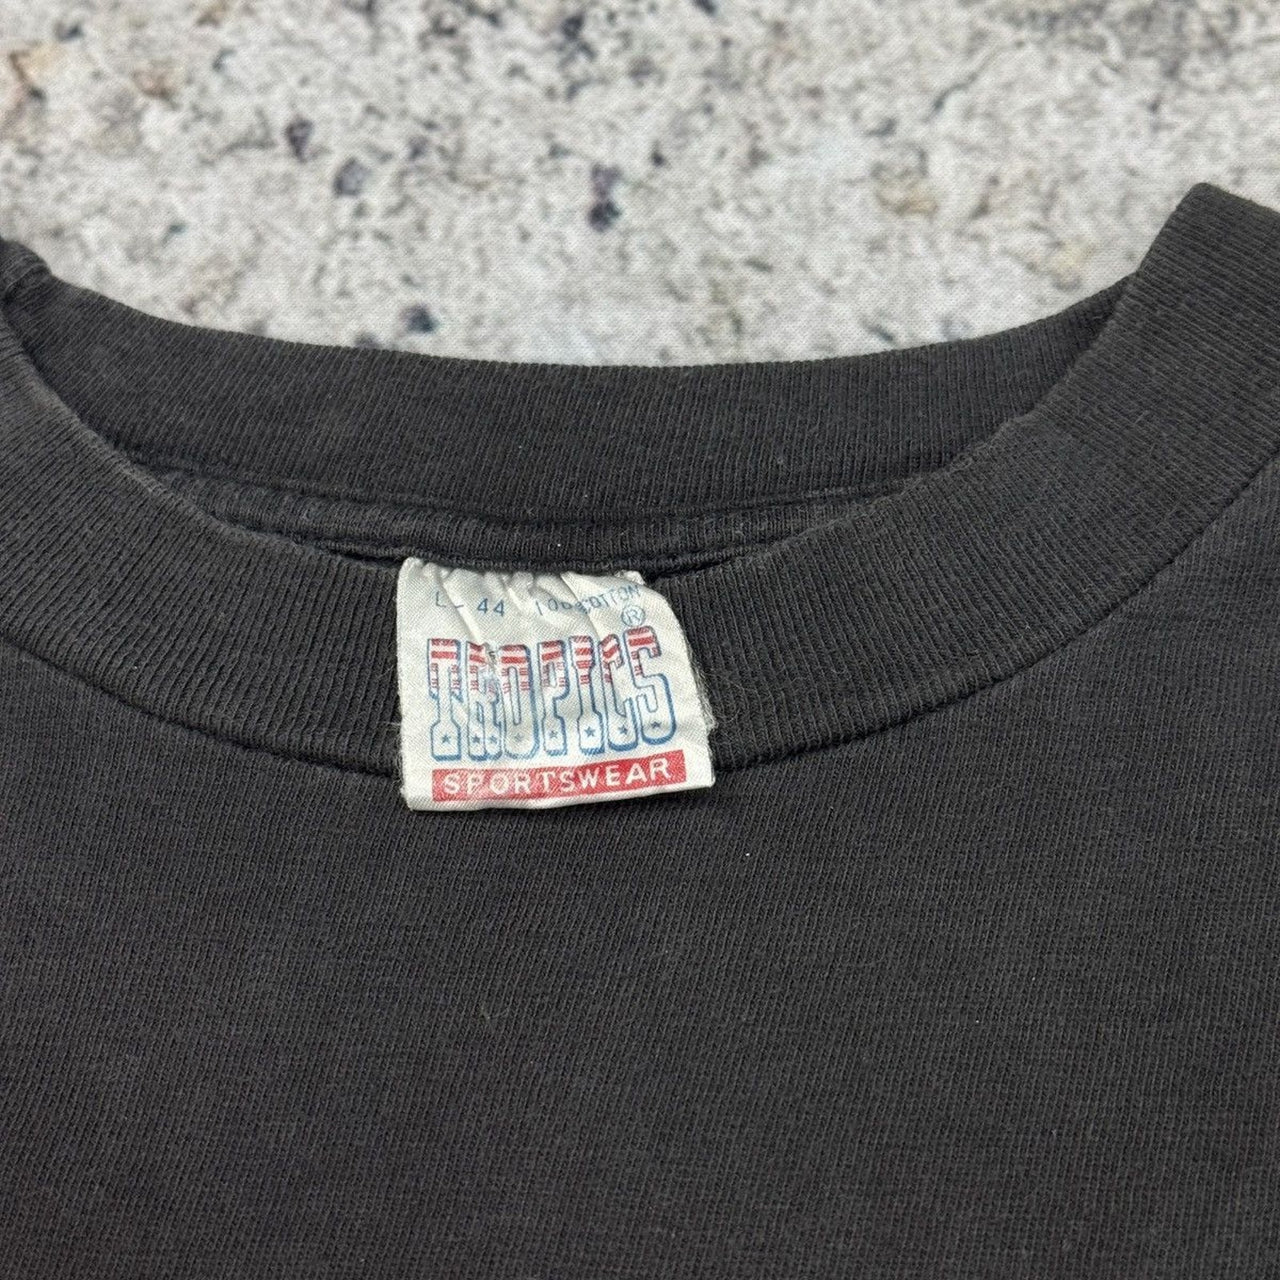 L- 44 100% COTTON
TROPICS®
SPORTSWEAR